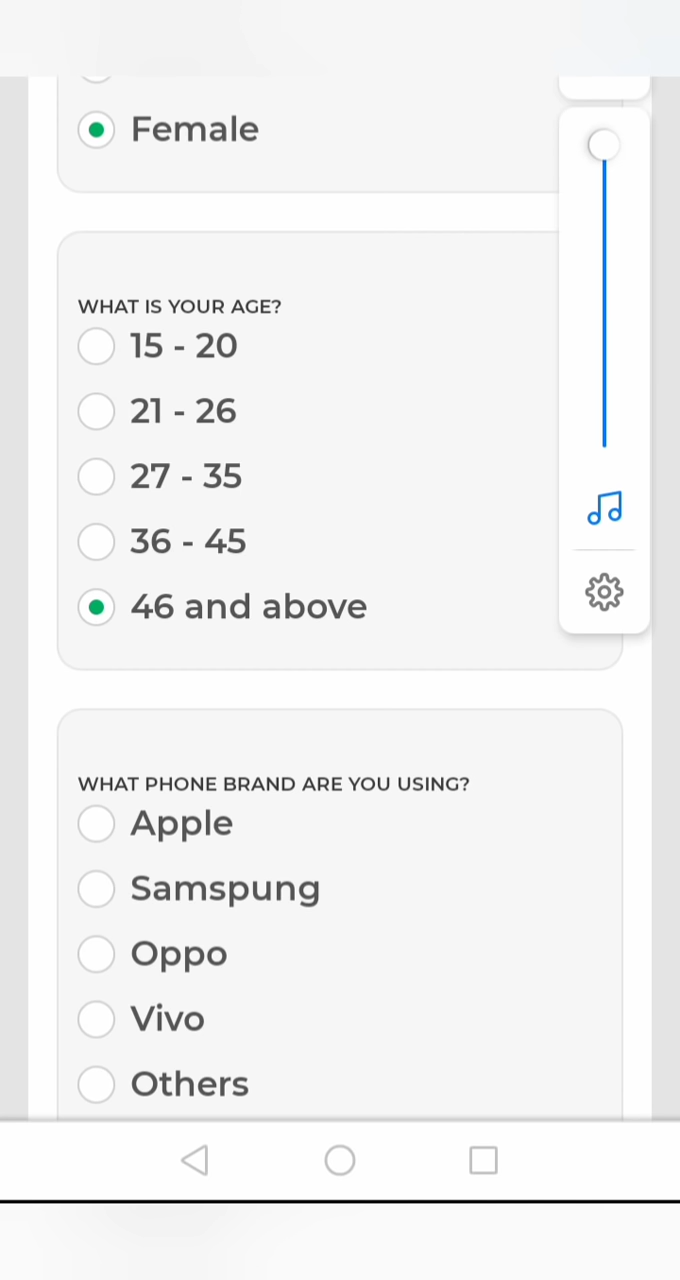 Female
WHAT IS YOUR AGE?
15 - 20
21 - 26
27 - 35
36 - 45
46 and above
WHAT PHONE BRAND ARE YOU USING?
Apple
Samspung
Oppo
Vivo
Others